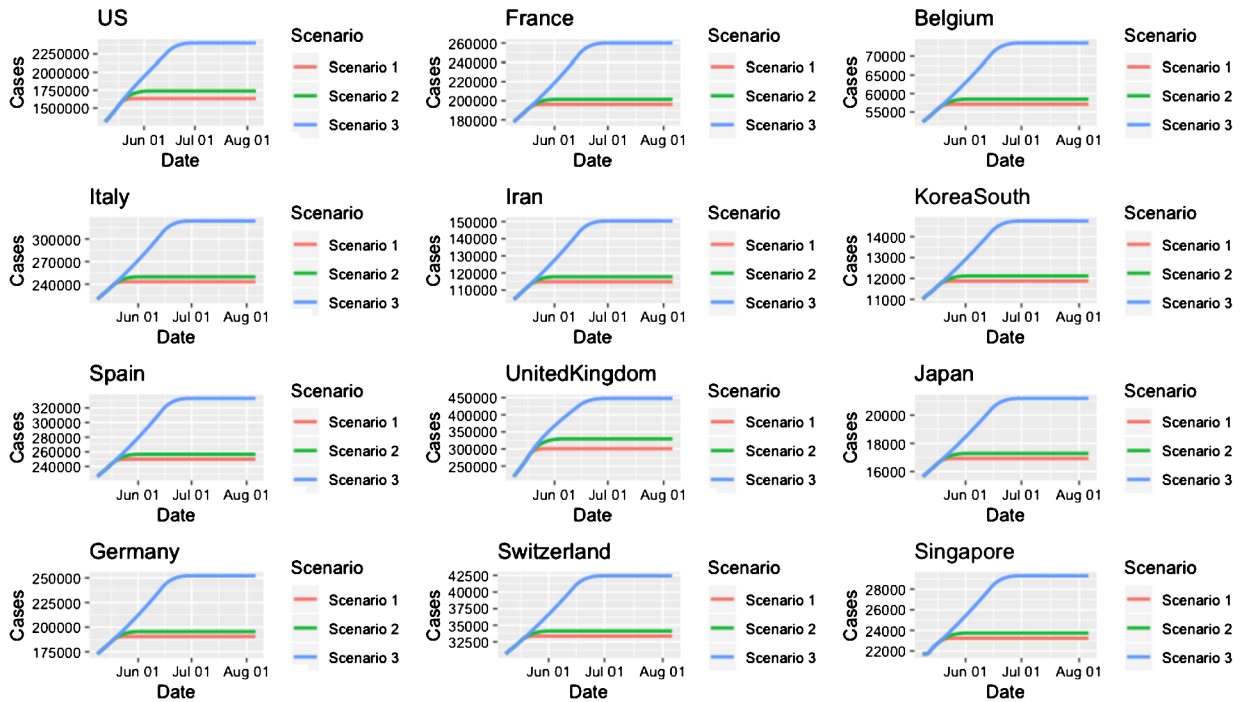 US
Cases
2250000
2000000
1750000
1500000
Jun 01 Jul 01 Aug 01
Date
Scenario
Scenario 1
Scenario 2
Scenario 3
France
Cases
260000
240000
220000
200000
180000
Jun 01 Jul 01 Aug 01
Date
Scenario
Scenario 1
Scenario 2
Scenario 3
Belgium
Cases
70000
65000
60000
55000
Jun 01 Jul 01 Aug 01
Date
Scenario
Scenario 1
Scenario 2
Scenario 3
Italy
Cases
300000
270000
240000
Jun 01 Jul 01 Aug 01
Date
Scenario
Scenario 1
Scenario 2
Scenario 3
Iran
Cases
150000
140000
130000
120000
110000
Jun 01 Jul 01 Aug 01
Date
Scenario
Scenario 1
Scenario 2
Scenario 3
KoreaSouth
Cases
14000
13000
12000
11000
Jun 01 Jul 01 Aug 01
Date
Scenario
Scenario 1
Scenario 2
Scenario 3
Spain
Cases
320000
300000
280000
260000
240000
Jun 01 Jul 01 Aug 01
Date
Scenario
Scenario 1
Scenario 2
Scenario 3
UnitedKingdom
Cases
450000
400000
350000
300000
250000
Jun 01 Jul 01 Aug 01
Date
Scenario
Scenario 1
Scenario 2
Scenario 3
Japan
Cases
20000
18000
16000
Jun 01 Jul 01 Aug 01
Date
Scenario
Scenario 1
Scenario 2
Scenario 3
Germany
Cases
250000
225000
200000
175000
Jun 01 Jul 01 Aug 01
Date
Scenario
Scenario 1
Scenario 2
Scenario 3
Switzerland
Cases
42500
40000
37500
35000
32500
Jun 01 Jul 01 Aug 01
Date
Scenario
Scenario 1
Scenario 2
Scenario 3
Singapore
Cases
28000
26000
24000
22000
Jun 01 Jul 01 Aug 01
Date
Scenario
Scenario 1
Scenario 2
Scenario 3